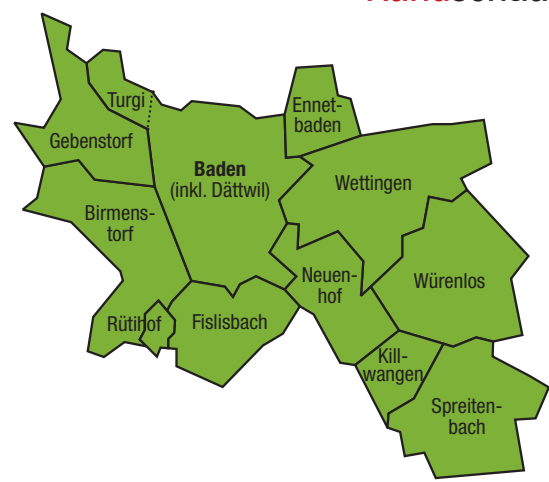 Turgi
Gebenstorf
Ennet-
baden
Baden
(inkl. Dättwil)
Wettingen
Birmens-
torf
Neuen-
hof
Würenlos
Rütihof
Fislisbach
Kill-
wangen
Spreiten-
bach